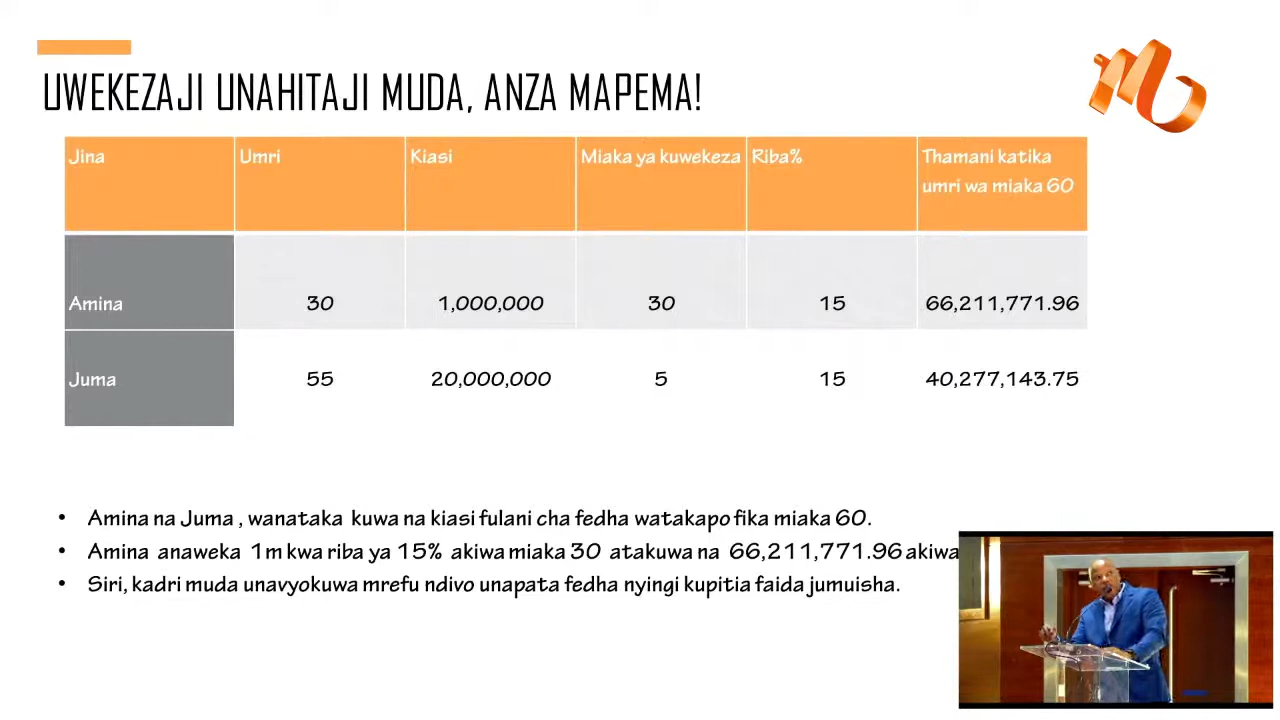 UWEKEZAJI UNAHITAJI MUDA, ANZA MAPEMA!
Jina Umri Kiasi Miaka ya kuwekeza Riba% Thamani katika
umri wa miaka 60
Amina 30 1,000,000 30 15 66,211,771.96
Juma 55 20,000,000 5 15 40,277,143.75
• Amina na Juma , wanataka kuwa na kiasi fulani cha fedha watakapo fika miaka 60.
• Amina anaweka 1m kwa riba ya 15% akiwa miaka 30 atakuwa na 66,211,771.96 akiwa
• Siri, kadri muda unavyokuwa mrefu ndivo unapata fedha nyingi kupitia faida jumuisha.